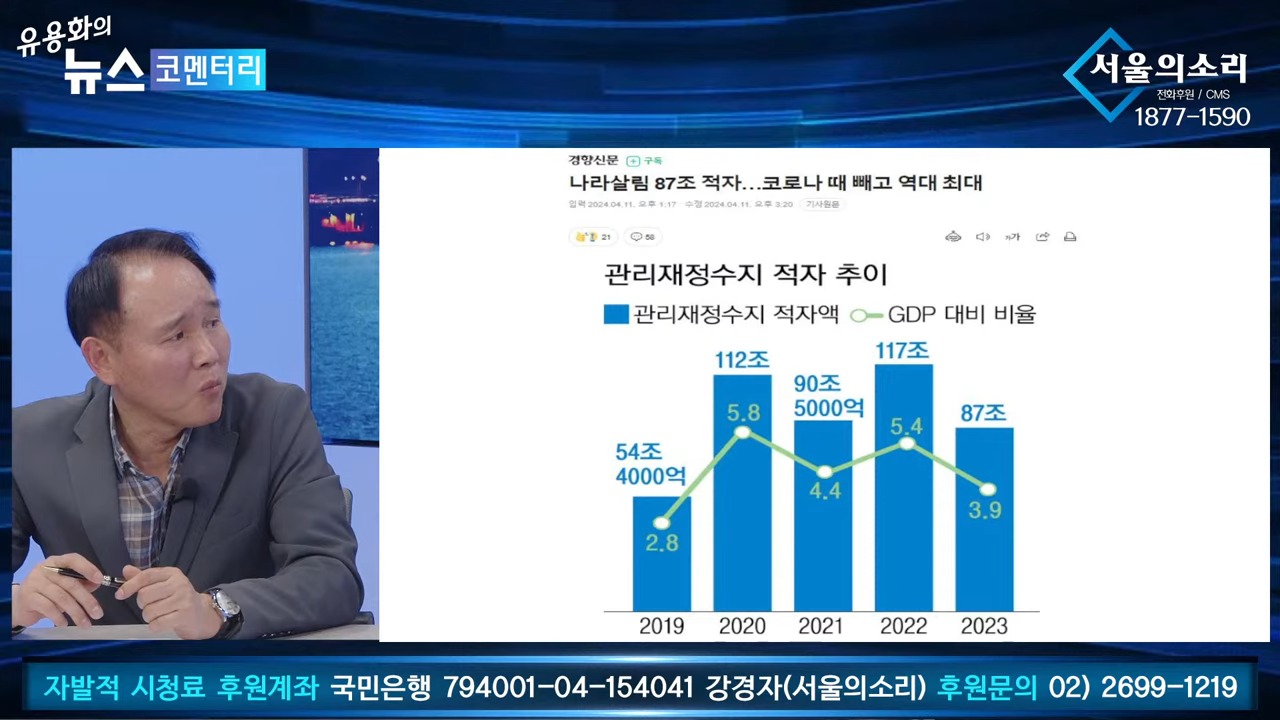 유용화의
뉴스 코멘터리
서울의소리
전화후원 / CMS
1877-1590
경향신문 구독
나라살림 87조 적자...코로나 때 빼고 역대 최대
입력 2024.04.11. 오후 1:17 수정 2024.04.11. 오후 3:20 기사원문
21 56
가가
관리재정수지 적자 추이
관리재정수지 적자액 GDP 대비 비율
54조
4000억
112조
90조
5000억
117조
87조
2.8
5.8
4.4
5.4
3.9
2019 2020 2021 2022 2023
자발적 시청료 후원계좌 국민은행 794001-04-154041 강경자(서울의소리) 후원문의 02) 2699-1219